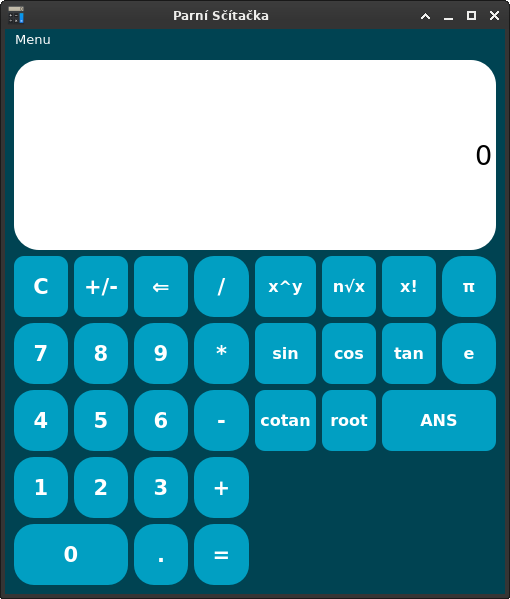 Parní Sčítačka
Menu
0
C +/- ⇐ / x^y n√x x! π
7 8 9 * sin cos tan e
4 5 6 - cotan root ANS
1 2 3 +
0 . =